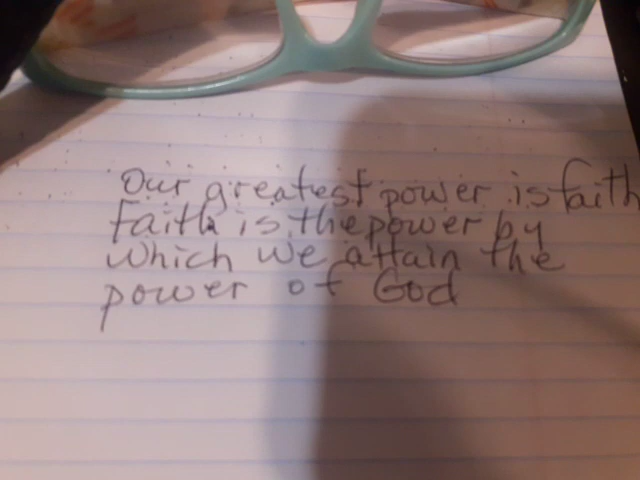 Our greatest power is faith
Faith is the power by
which we attain the
power of God